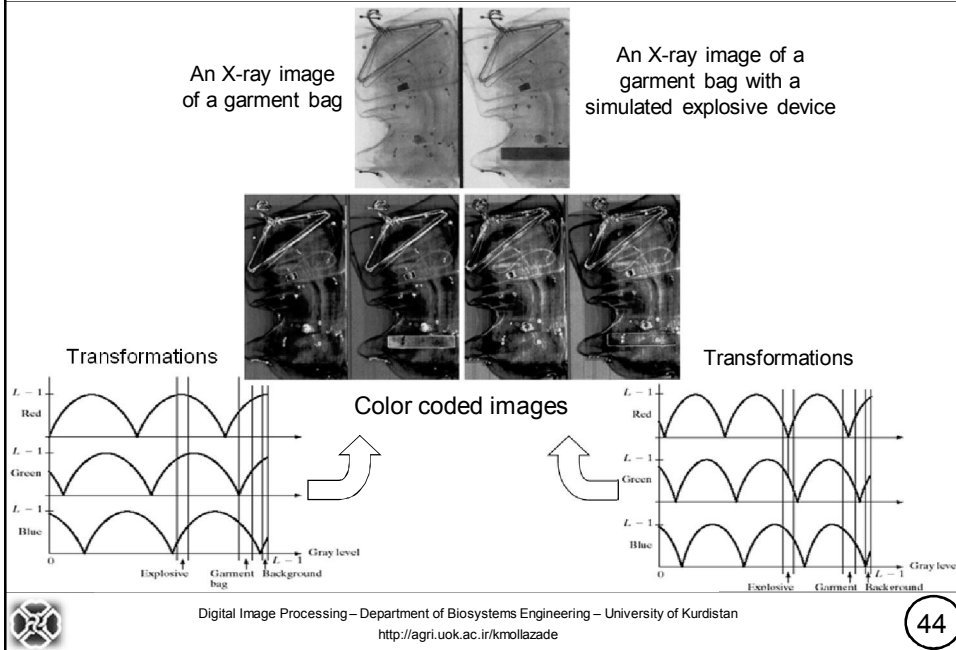 An X-ray image
of a garment bag
An X-ray image of a
garment bag with a
simulated explosive device
Transformations
Transformations
Color coded images
L − 1
Red
L − 1
Green
L − 1
Blue
0
L − 1
Gray level
Explosive
Garment
bag
Background
L − 1
Red
L − 1
Green
L − 1
Blue
0
L − 1
Gray leve
Explosive
Garment
Background
Digital Image Processing – Department of Biosystems Engineering – University of Kurdistan
http://agri.uok.ac.ir/kmollazade
44